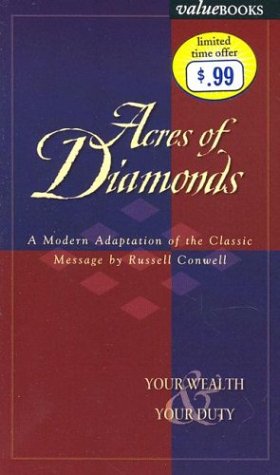 valueBOOKS
limited
time offer
$.99
Acres of
Diamonds
A Modern Adaptation of the Classic
Message by Russell Conwell
YOUR WEALTH
&
YOUR DUTY